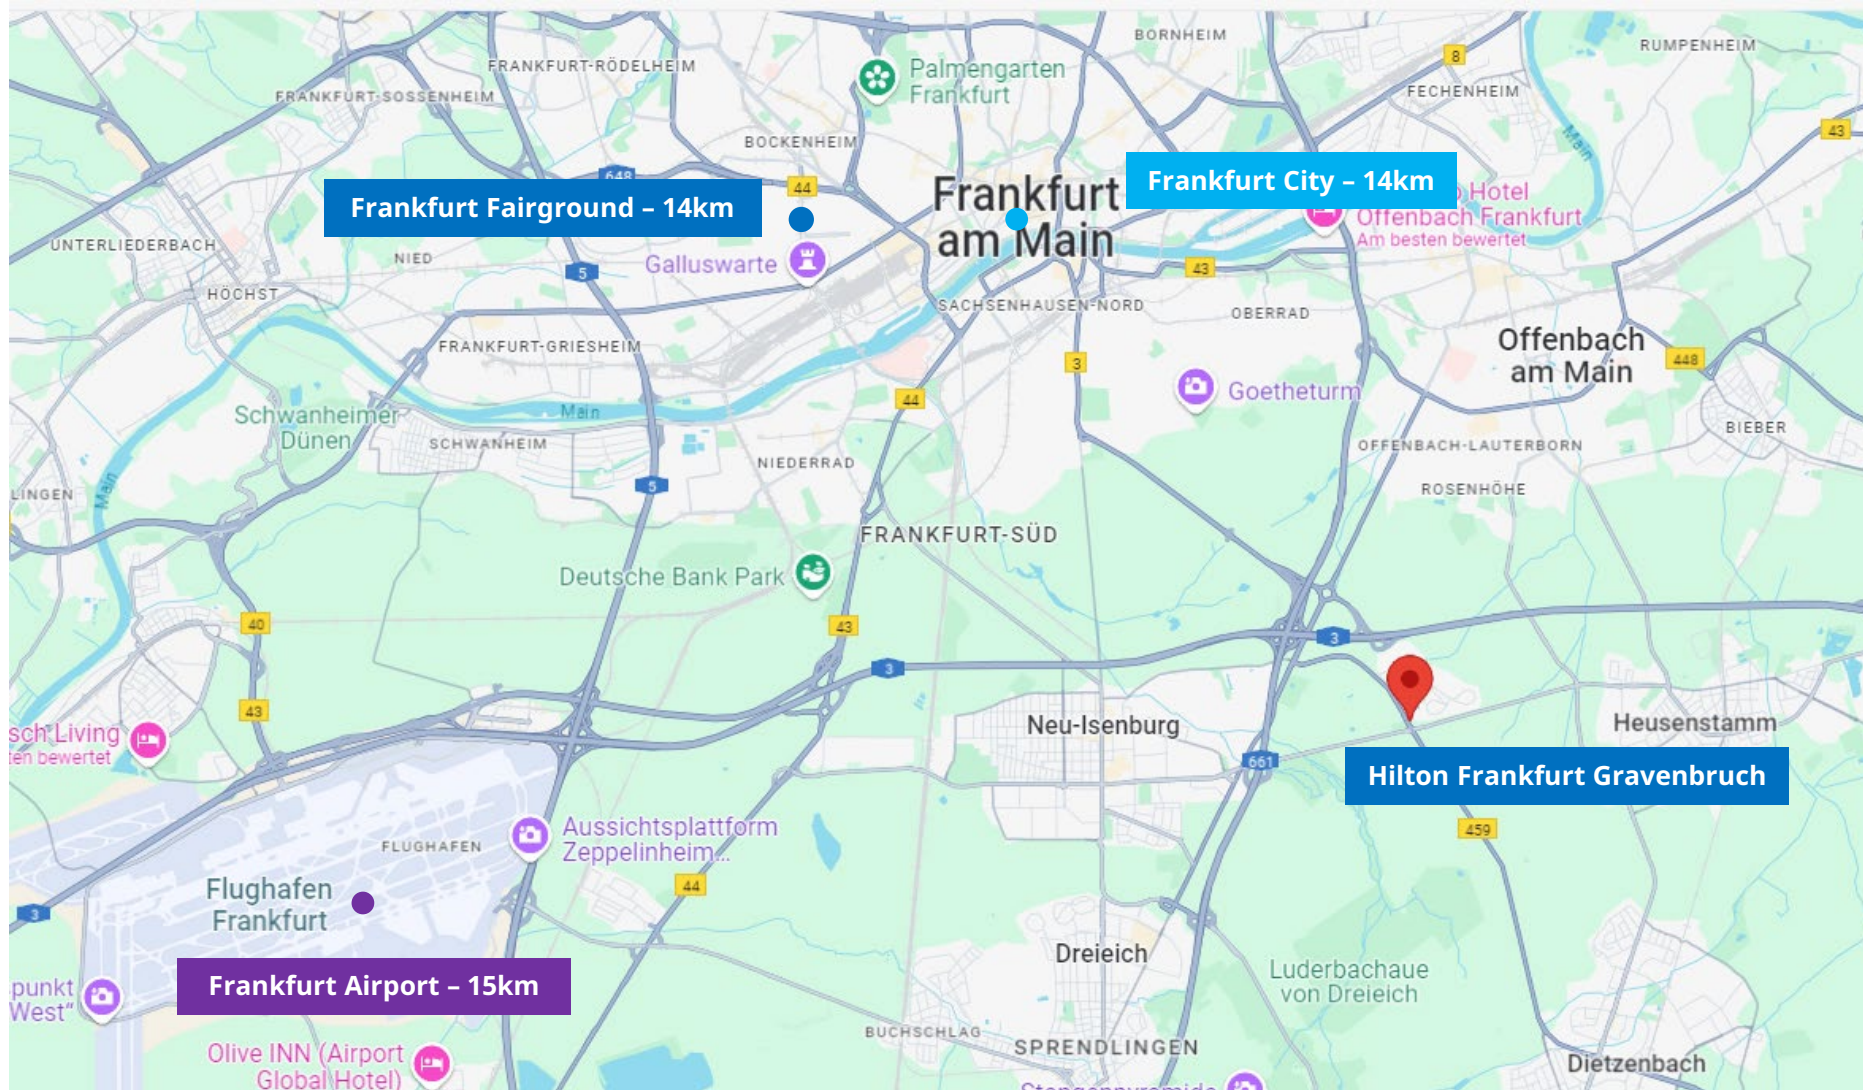 BORNHEIM
RUMPENHEIM
FRANKFURT-RÖDELHEIM
Palmengarten
Frankfurt
8
FECHENHEIM
FRANKFURT-SOSSENHEIM
43
BOCKENHEIM
Main
648
44
Frankfurt
am Main
Frankfurt City – 14km
Hotel
Offenbach Frankfurt
Am besten bewertet
Frankfurt Fairground – 14km
UNTERLIEDERBACH
NIED
5
Galluswarte
43
HÖCHST
SACHSENHAUSEN-NORD
OBERRAD
FRANKFURT-GRIESHEIM
Offenbach
am Main
448
3
44
Goetheturm
Schwanheimer
Dünen
Main
SCHWANHEIM
BIEBER
OFFENBACH-LAUTERBORN
NIEDERRAD
LINGEN
Main
5
ROSENHÖHE
FRANKFURT-SÜD
Deutsche Bank Park
40
43
3
3
43
sch Living
ten bewertet
Neu-Isenburg
Heusenstamm
661
Hilton Frankfurt Gravenbruch
459
Aussichtsplattform
Zeppelinheim...
FLUGHAFEN
Flughafen
Frankfurt
44
3
Dreieich
Luderbachaue
von Dreieich
Frankfurt Airport – 15km
punkt
West“
BUCHSCHLAG
SPRENDLINGEN
Olive INN (Airport
Global Hotel)
Dietzenbach